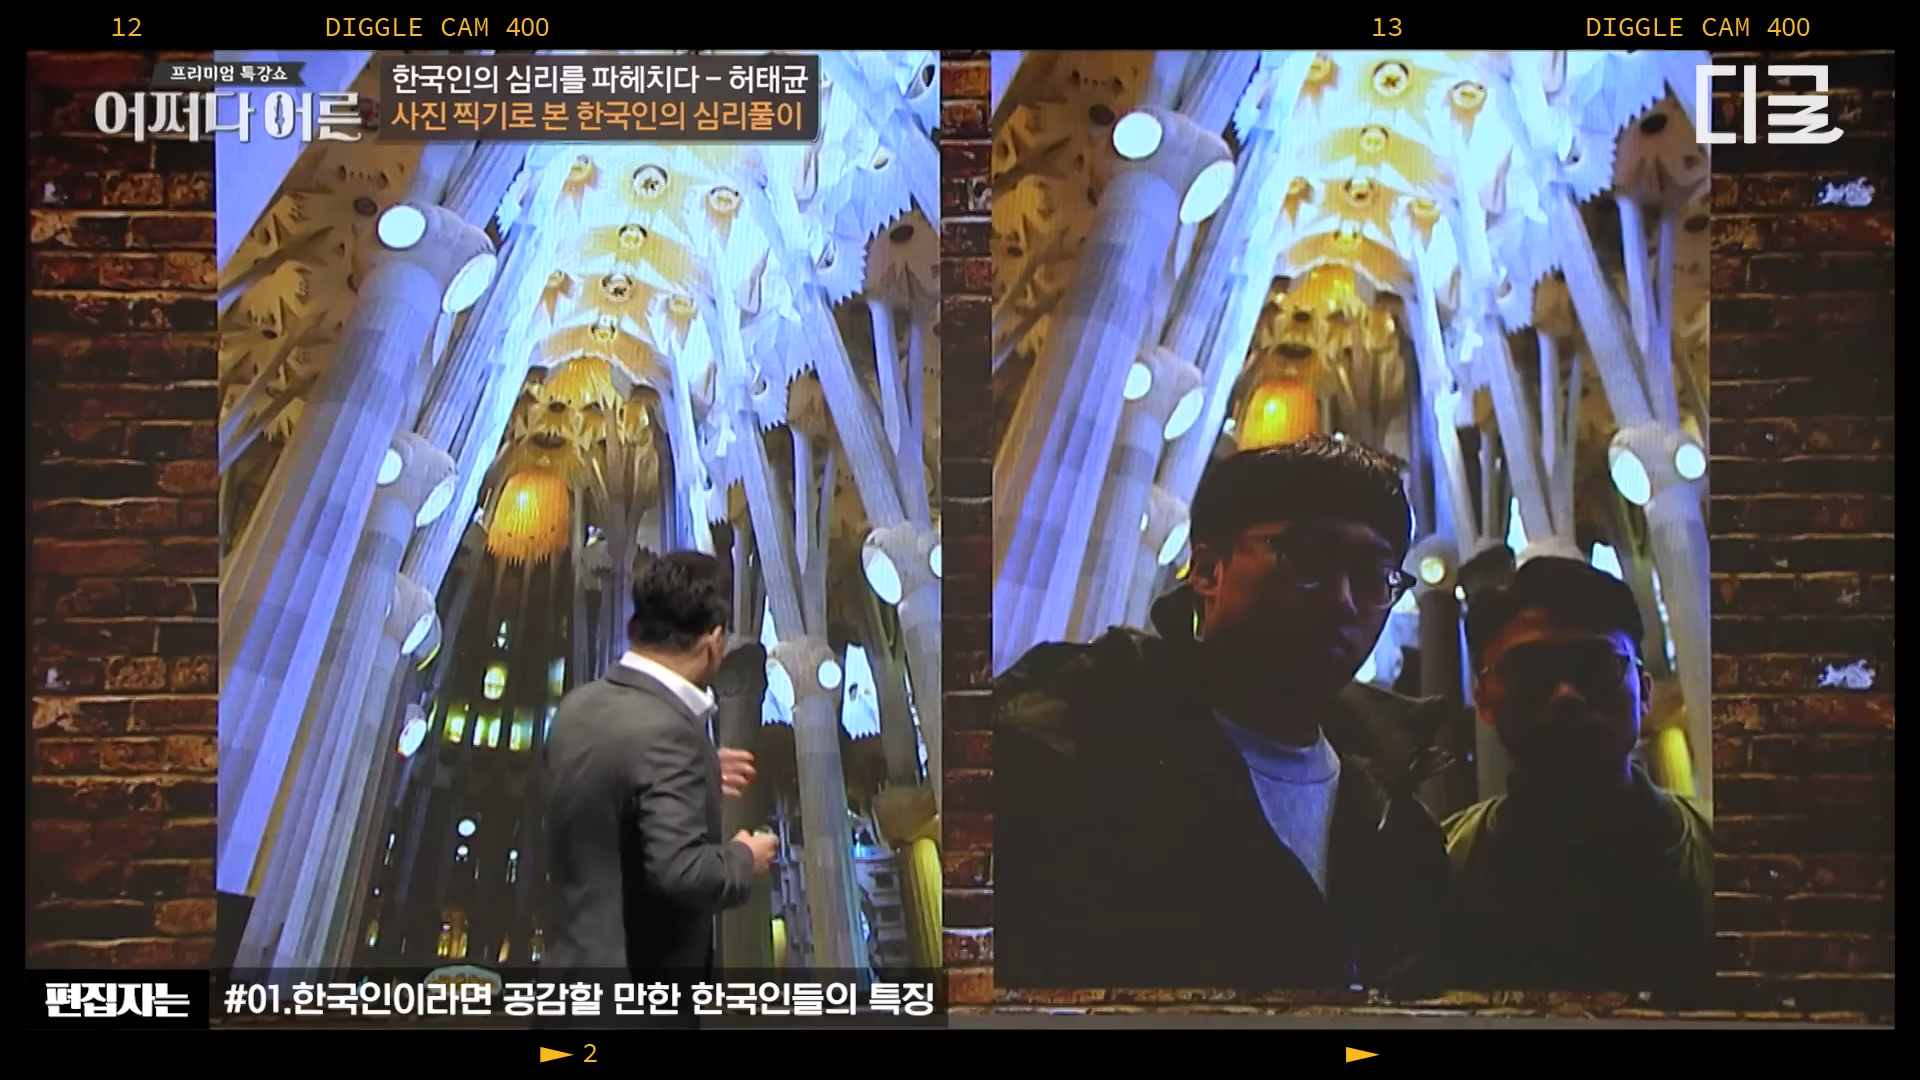 12
DIGGLE CAM 400
13
DIGGLE CAM 400
프리미엄 특강쇼
어쩌다 어른
한국인의 심리를 파헤치다 – 허태균
사진 찍기로 본 한국인의 심리풀이
디글
편집자는
#01.한국인이라면 공감할 만한 한국인들의 특징
2